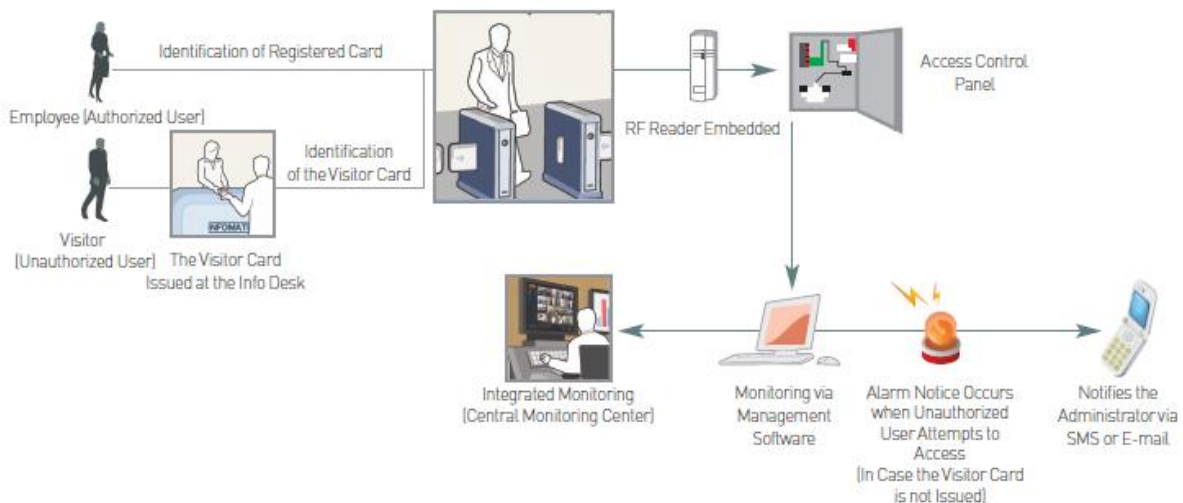 Identification of Registered Card
Employee (Authorized User)
Identification
of the Visitor Card
INFOMATI
Visitor
(Unauthorized User)
The Visitor Card
Issued at the Info Desk
RF Reader Embedded
Access Control
Panel
Integrated Monitoring
(Central Monitoring Center)
Monitoring via
Management
Software
Alarm Notice Occurs
when Unauthorized
User Attempts to
Access
(In Case the Visitor Card
is not Issued)
Notifies the
Administrator via
SMS or E-mail